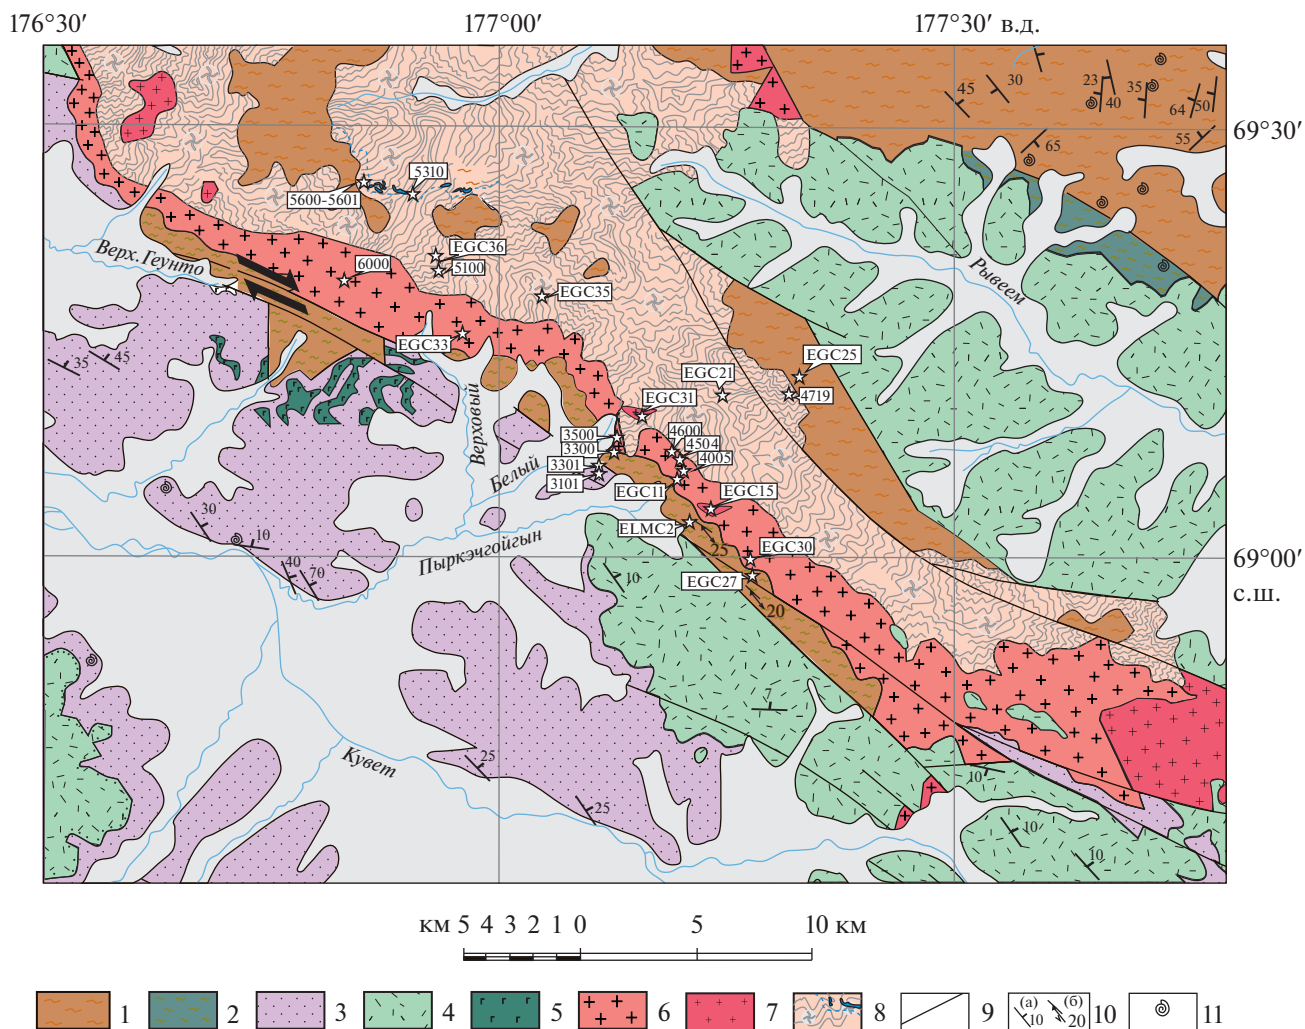 176°30′ 177°00′ 177°30′ в.д.
45 30 23 40 35 64 50
55
69°30′
65
5310
5600–5601
EGC36
Верх.Геунто
6000
5100
Рывеем
EGC35
EGC33
35 45
EGC25
EGC21
4719
Верховый
EGC31
3500
4600
3300
4504
3301
4005
Белый
3101
EGC11
EGC15
30
ELMC2
10
25
Пыркэчгойгын
EGC30
69°00′
40 70
10
EGC27
с.ш.
20
7
Кувет
25
10
25
10
10
км 5 4 3 2 1 0 5 10 км
1 2 3 4 5 6 7 8 9 (а) 10 (б) 20 10 11